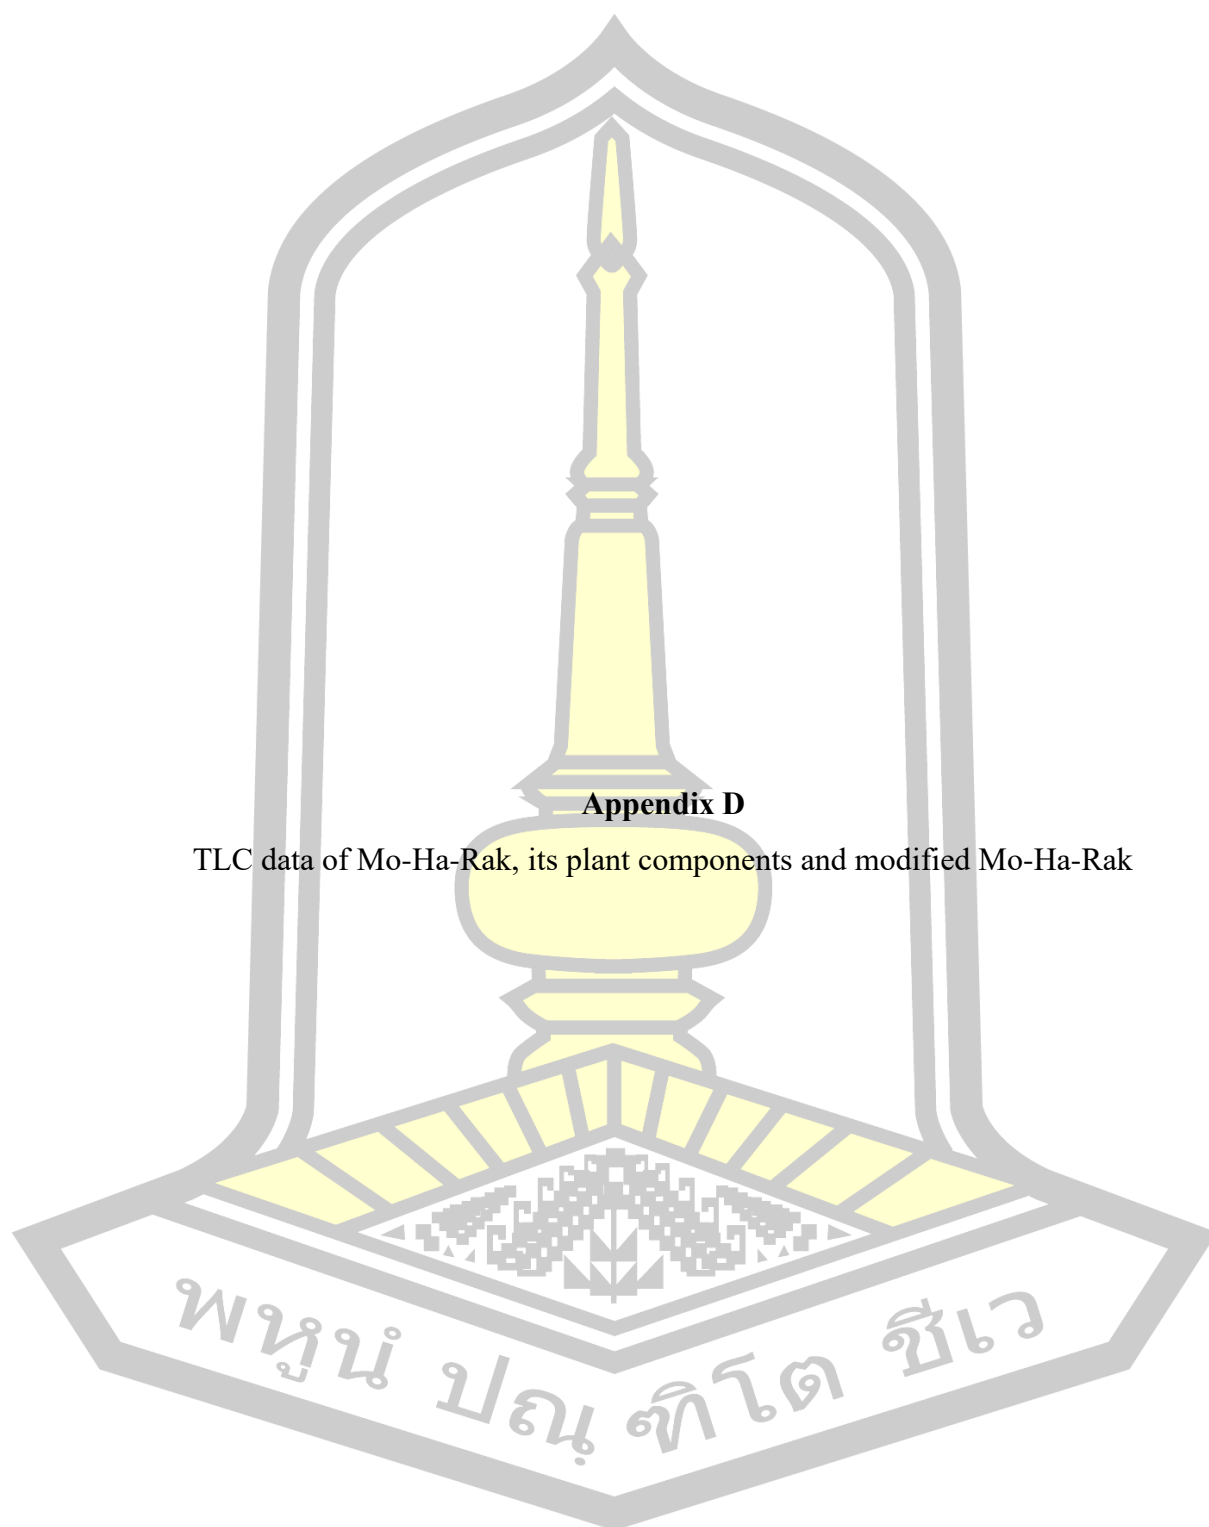 Appendix D
TLC data of Mo-Ha-Rak, its plant components and modified Mo-Ha-Rak
พหูนํ ปณฺฑิโต ชีเว